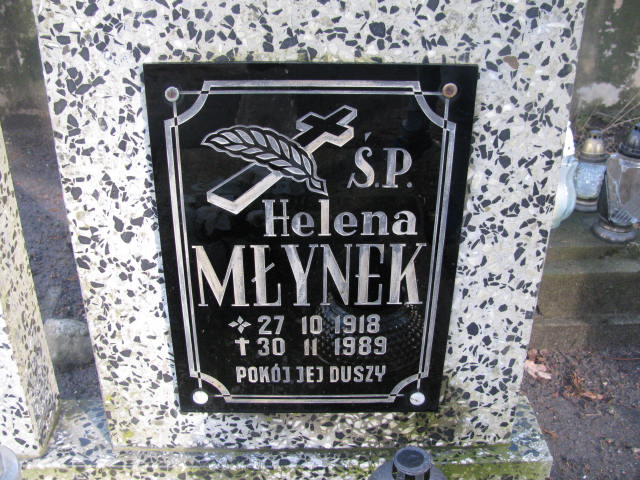 Ś.P.
Helena
MŁYNEK
27 10 1918
✝ 30 11 1989
POKÓJ JEJ DUSZY